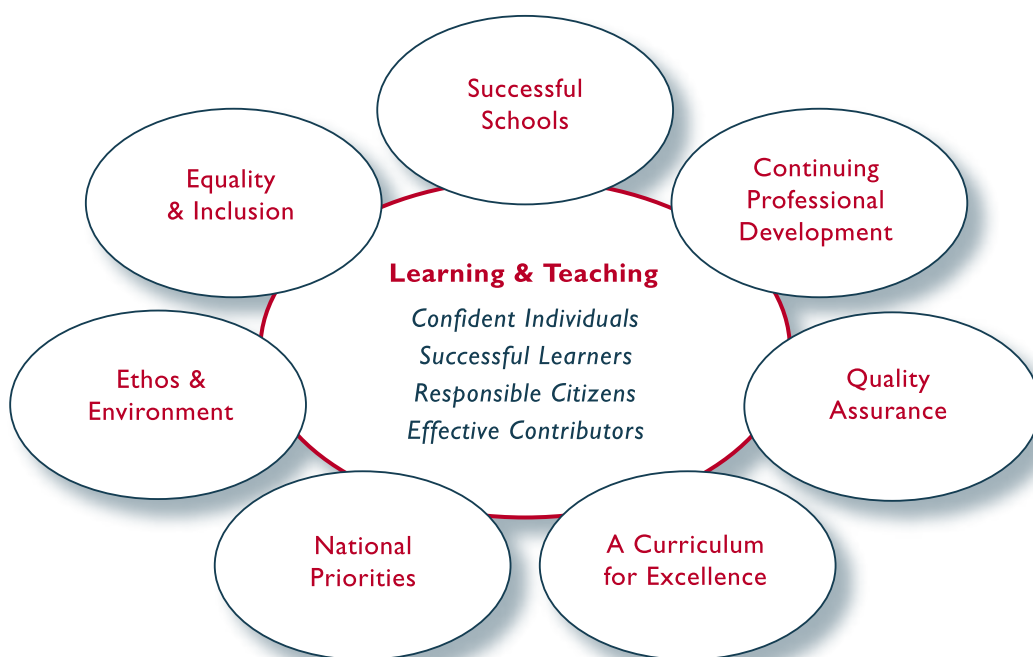 Successful
Schools
Equality
& Inclusion
Continuing
Professional
Development
Learning & Teaching
Confident Individuals
Successful Learners
Responsible Citizens
Effective Contributors
Ethos &
Environment
Quality
Assurance
National
Priorities
A Curriculum
for Excellence